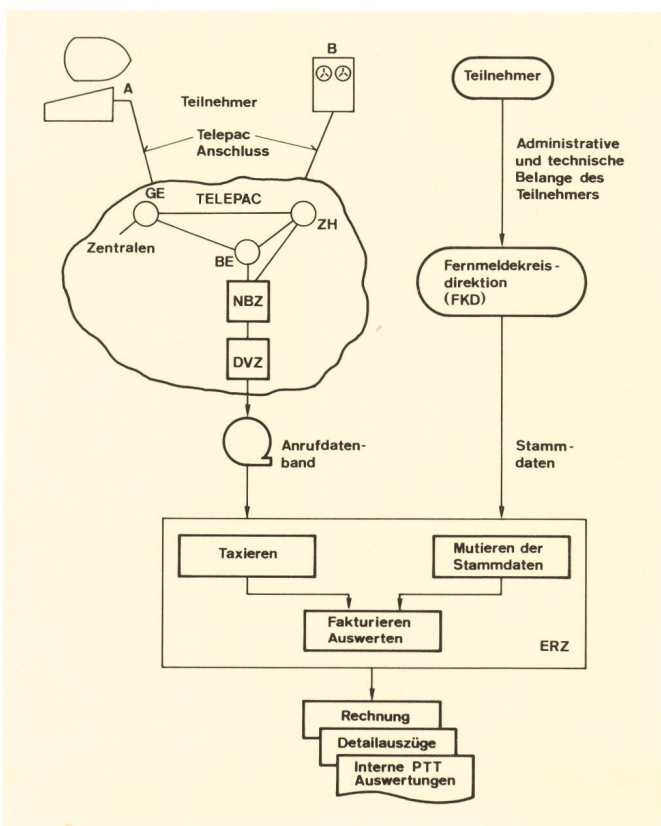 B
A
Teilnehmer
Telepac
Anschluss
GE
TELEPAC
ZH
Zentralen
BE
NBZ
DVZ
Anrufdaten-
band
Teilnehmer
Administrative
und technische
Belange des
Teilnehmers
Fernmeldekreis-
direktion
(FKD)
Stamm-
daten
Taxieren
Mutieren der
Stammdaten
Fakturieren
Auswerten
ERZ
Rechnung
Detailauszüge
Interne PTT
Auswertungen